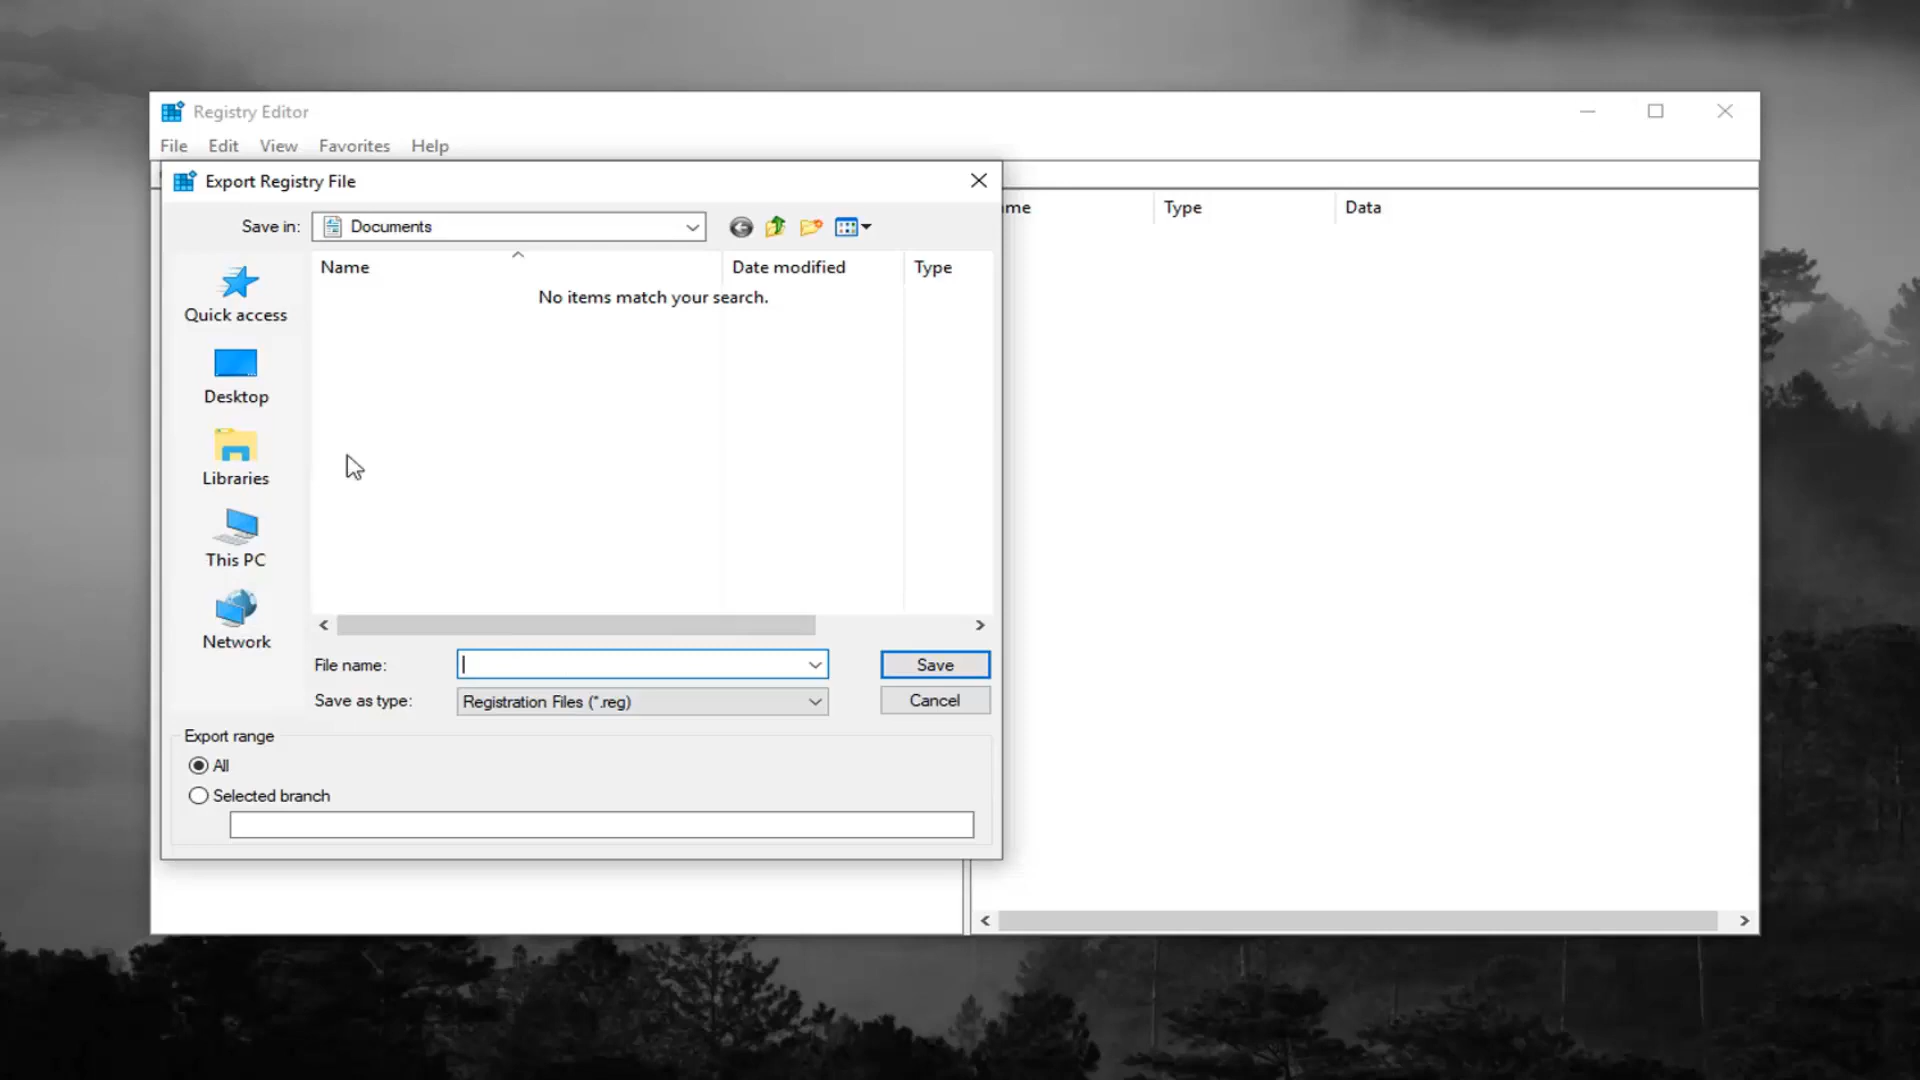 Registry Editor
File Edit View Favorites Help
Export Registry File
Save in: Documents
Name Date modified Type
No items match your search.
Quick access
Desktop
Libraries
This PC
Network
File name: Save
Save as type: Registration Files (*.reg) Cancel
Export range
All
Selected branch
Type Data